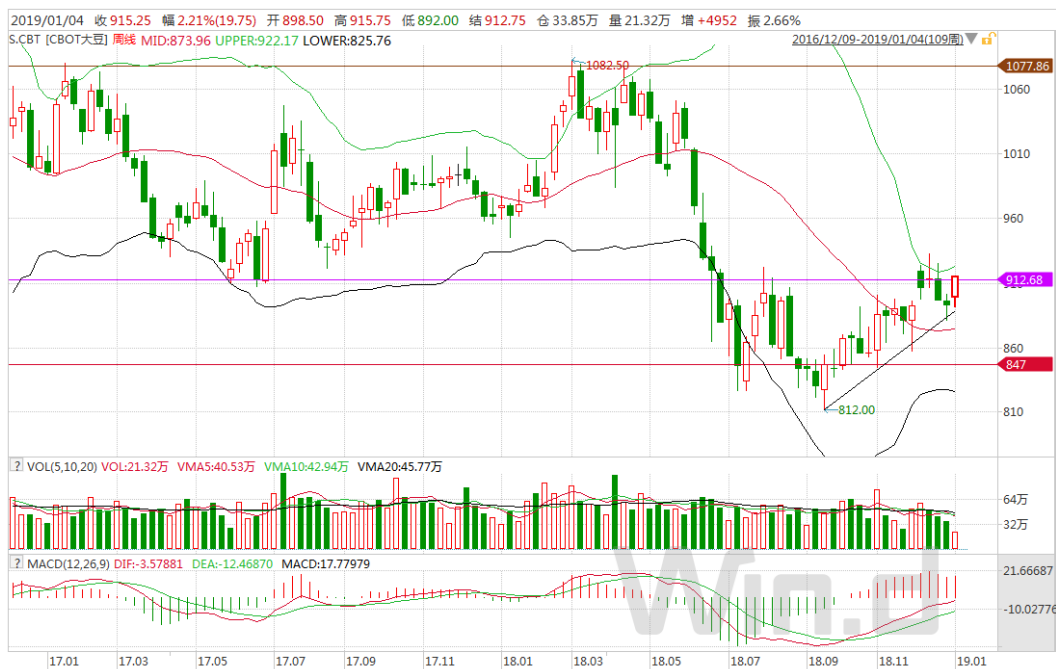 2019/01/04 收 915.25 幅 2.21%(19.75) 开 898.50 高 915.75 低 892.00 结 912.75 仓 33.85万 量 21.32万 增 +4952 振 2.66%
S.CBT [CBOT大豆] 周线 MID:873.96 UPPER:922.17 LOWER:825.76 2016/12/09-2019/01/04(109周)
1077.86
1082.50
1060
1010
960
912.68
860
847
812.00
810
? VOL(5,10,20) VOL:21.32万 VMA5:40.53万 VMA10:42.94万 VMA20:45.77万
64万
32万
? MACD(12,26,9) DIF:-3.57881 DEA:-12.46870 MACD:17.77979
21.66687
-10.02776
Win.d
17.01 17.03 17.05 17.07 17.09 17.11 18.01 18.03 18.05 18.07 18.09 18.11 19.01